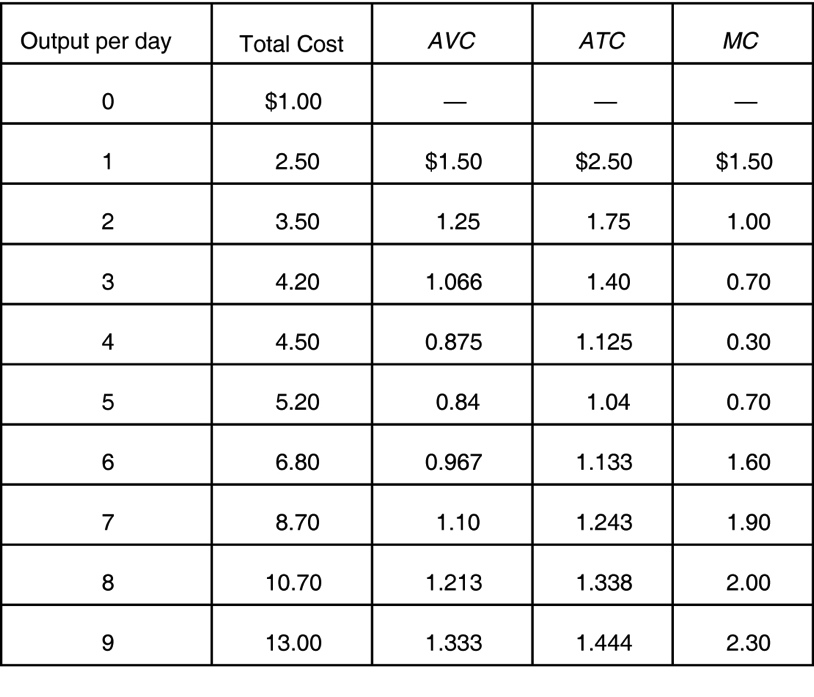 Output per day Total Cost AVC ATC MC
0 $1.00 — — —
1 2.50 $1.50 $2.50 $1.50
2 3.50 1.25 1.75 1.00
3 4.20 1.066 1.40 0.70
4 4.50 0.875 1.125 0.30
5 5.20 0.84 1.04 0.70
6 6.80 0.967 1.133 1.60
7 8.70 1.10 1.243 1.90
8 10.70 1.213 1.338 2.00
9 13.00 1.333 1.444 2.30